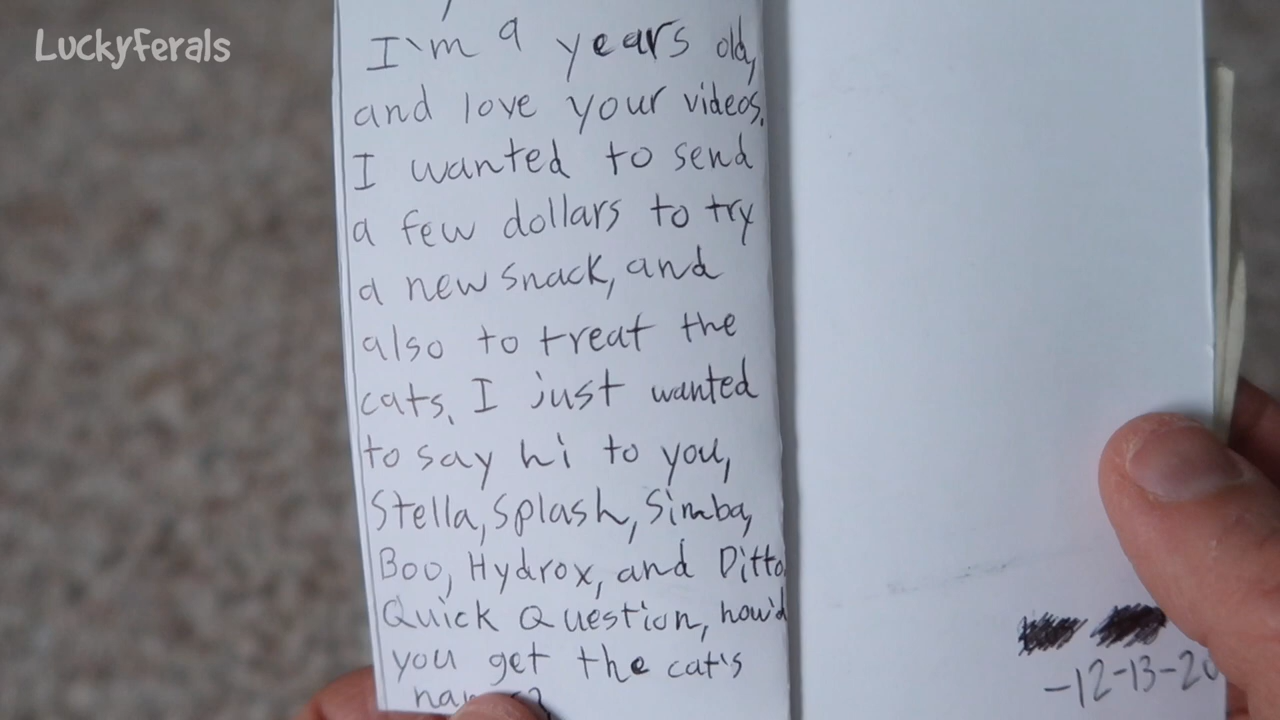 LuckyFerals
I'm 9 years old,
and love your videos.
I wanted to send
a few dollars to try
a new snack, and
also to treat the
cats. I just wanted
to say hi to you,
Stella, Splash, Simba,
Boo, Hydrox, and Ditto.
Quick Question, how'd
you get the cat's
-12-13-20